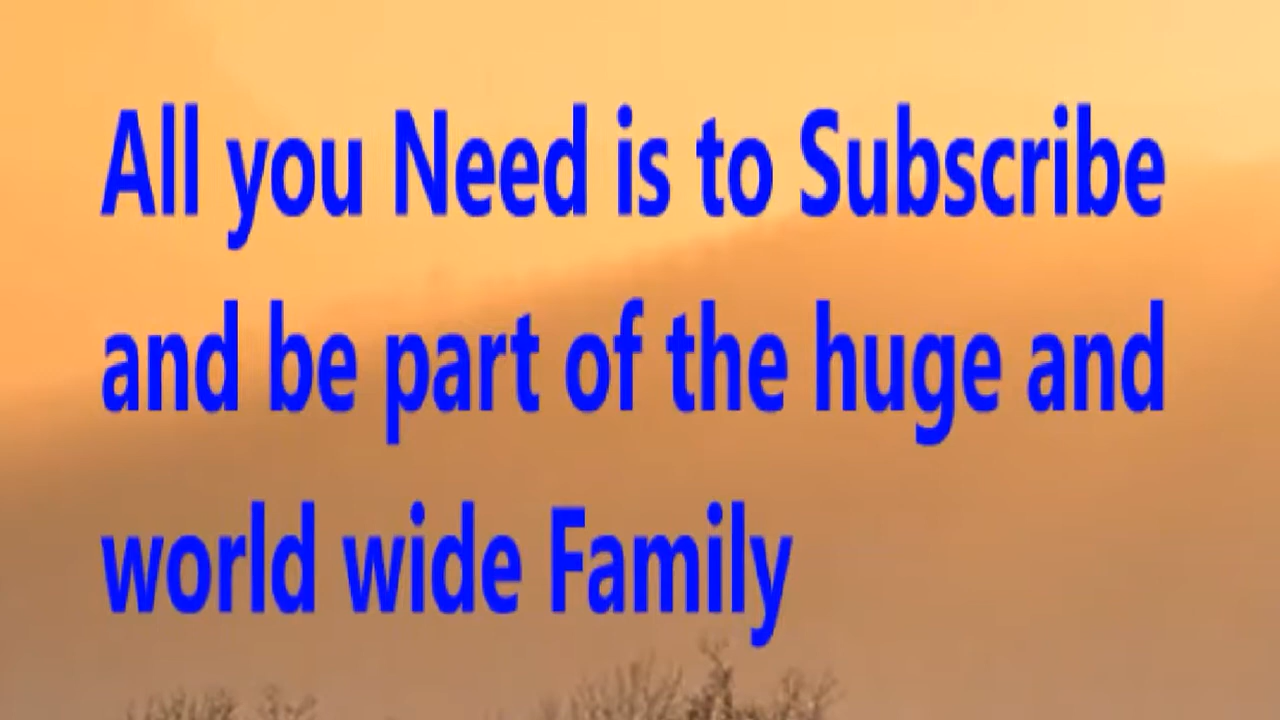 All you Need is to Subscribe
and be part of the huge and
world wide Family